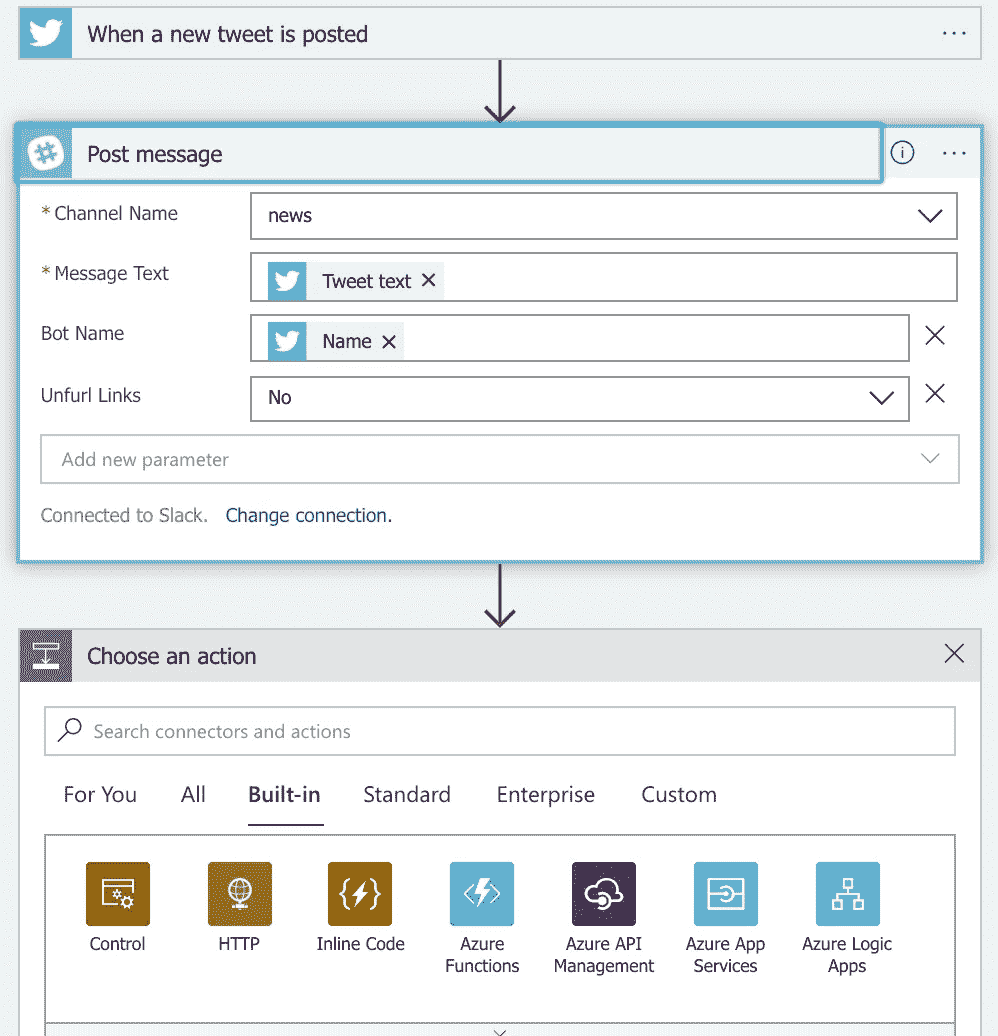 When a new tweet is posted
Post message
* Channel Name
news
* Message Text
Tweet text
Bot Name
Name
Unfurl Links
No
Add new parameter
Connected to Slack. Change connection.
Choose an action
Search connectors and actions
For You All Built-in Standard Enterprise Custom
Control HTTP Inline Code Azure Functions Azure API Management Azure App Services Azure Logic Apps